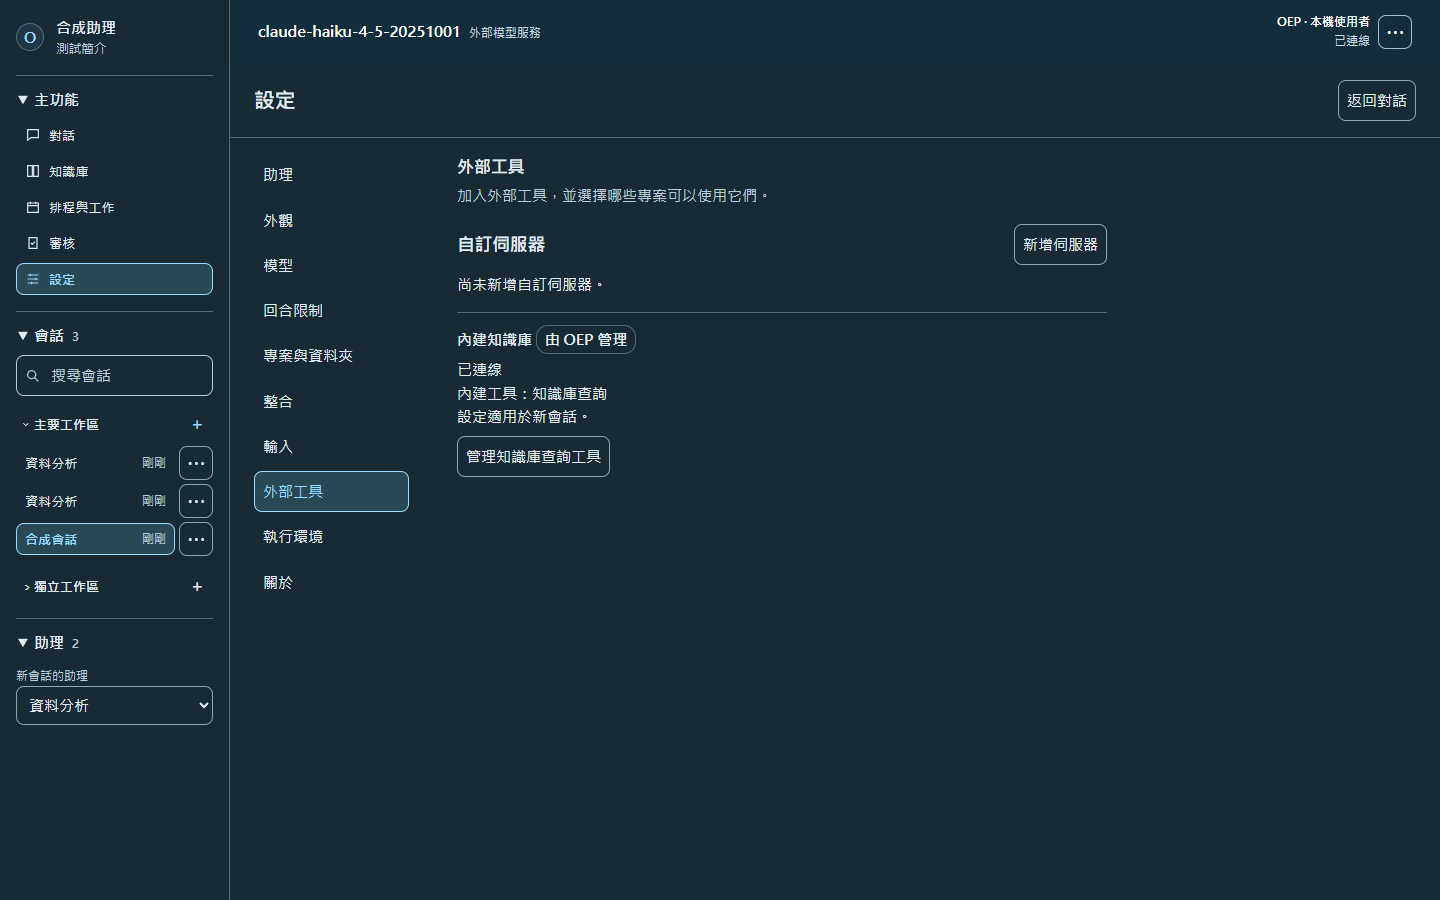 O
合成助理
測試簡介
▼ 主功能
對話
知識庫
排程與工作
審核
設定
▼ 會話 3
搜尋會話
主要工作區 +
資料分析 剛剛 ...
資料分析 剛剛 ...
合成會話 剛剛 ...
獨立工作區 +
▼ 助理 2
新會話的助理
資料分析
claude-haiku-4-5-20251001 外部模型服務
OEP · 本機使用者
已連線
...
設定
返回對話
助理
外觀
模型
回合限制
專案與資料夾
整合
輸入
外部工具
執行環境
關於
外部工具
加入外部工具，並選擇哪些專案可以使用它們。
自訂伺服器
新增伺服器
尚未新增自訂伺服器。
內建知識庫 由 OEP 管理
已連線
內建工具：知識庫查詢
設定適用於新會話。
管理知識庫查詢工具